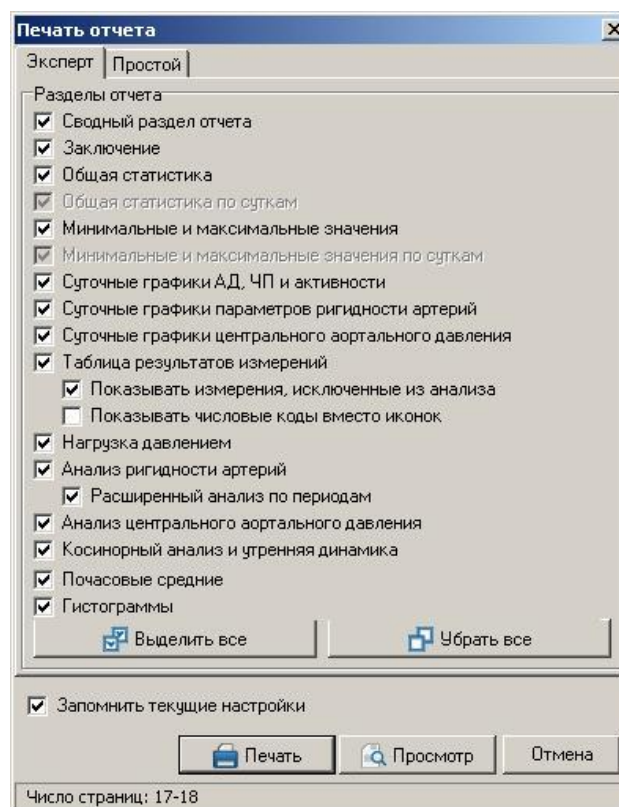 Печать отчета
Эксперт Простой
Разделы отчета
Сводный раздел отчета
Заключение
Общая статистика
Общая статистика по суткам
Минимальные и максимальные значения
Минимальные и максимальные значения по суткам
Суточные графики АД, ЧП и активности
Суточные графики параметров ригидности артерий
Суточные графики центрального аортального давления
Таблица результатов измерений
Показывать измерения, исключенные из анализа
Показывать числовые коды вместо иконок
Нагрузка давлением
Анализ ригидности артерий
Расширенный анализ по периодам
Анализ центрального аортального давления
Косинорный анализ и утренняя динамика
Почасовые средние
Гистограммы
Выделить все Убрать все
Запомнить текущие настройки
Печать Просмотр Отмена
Число страниц: 17-18